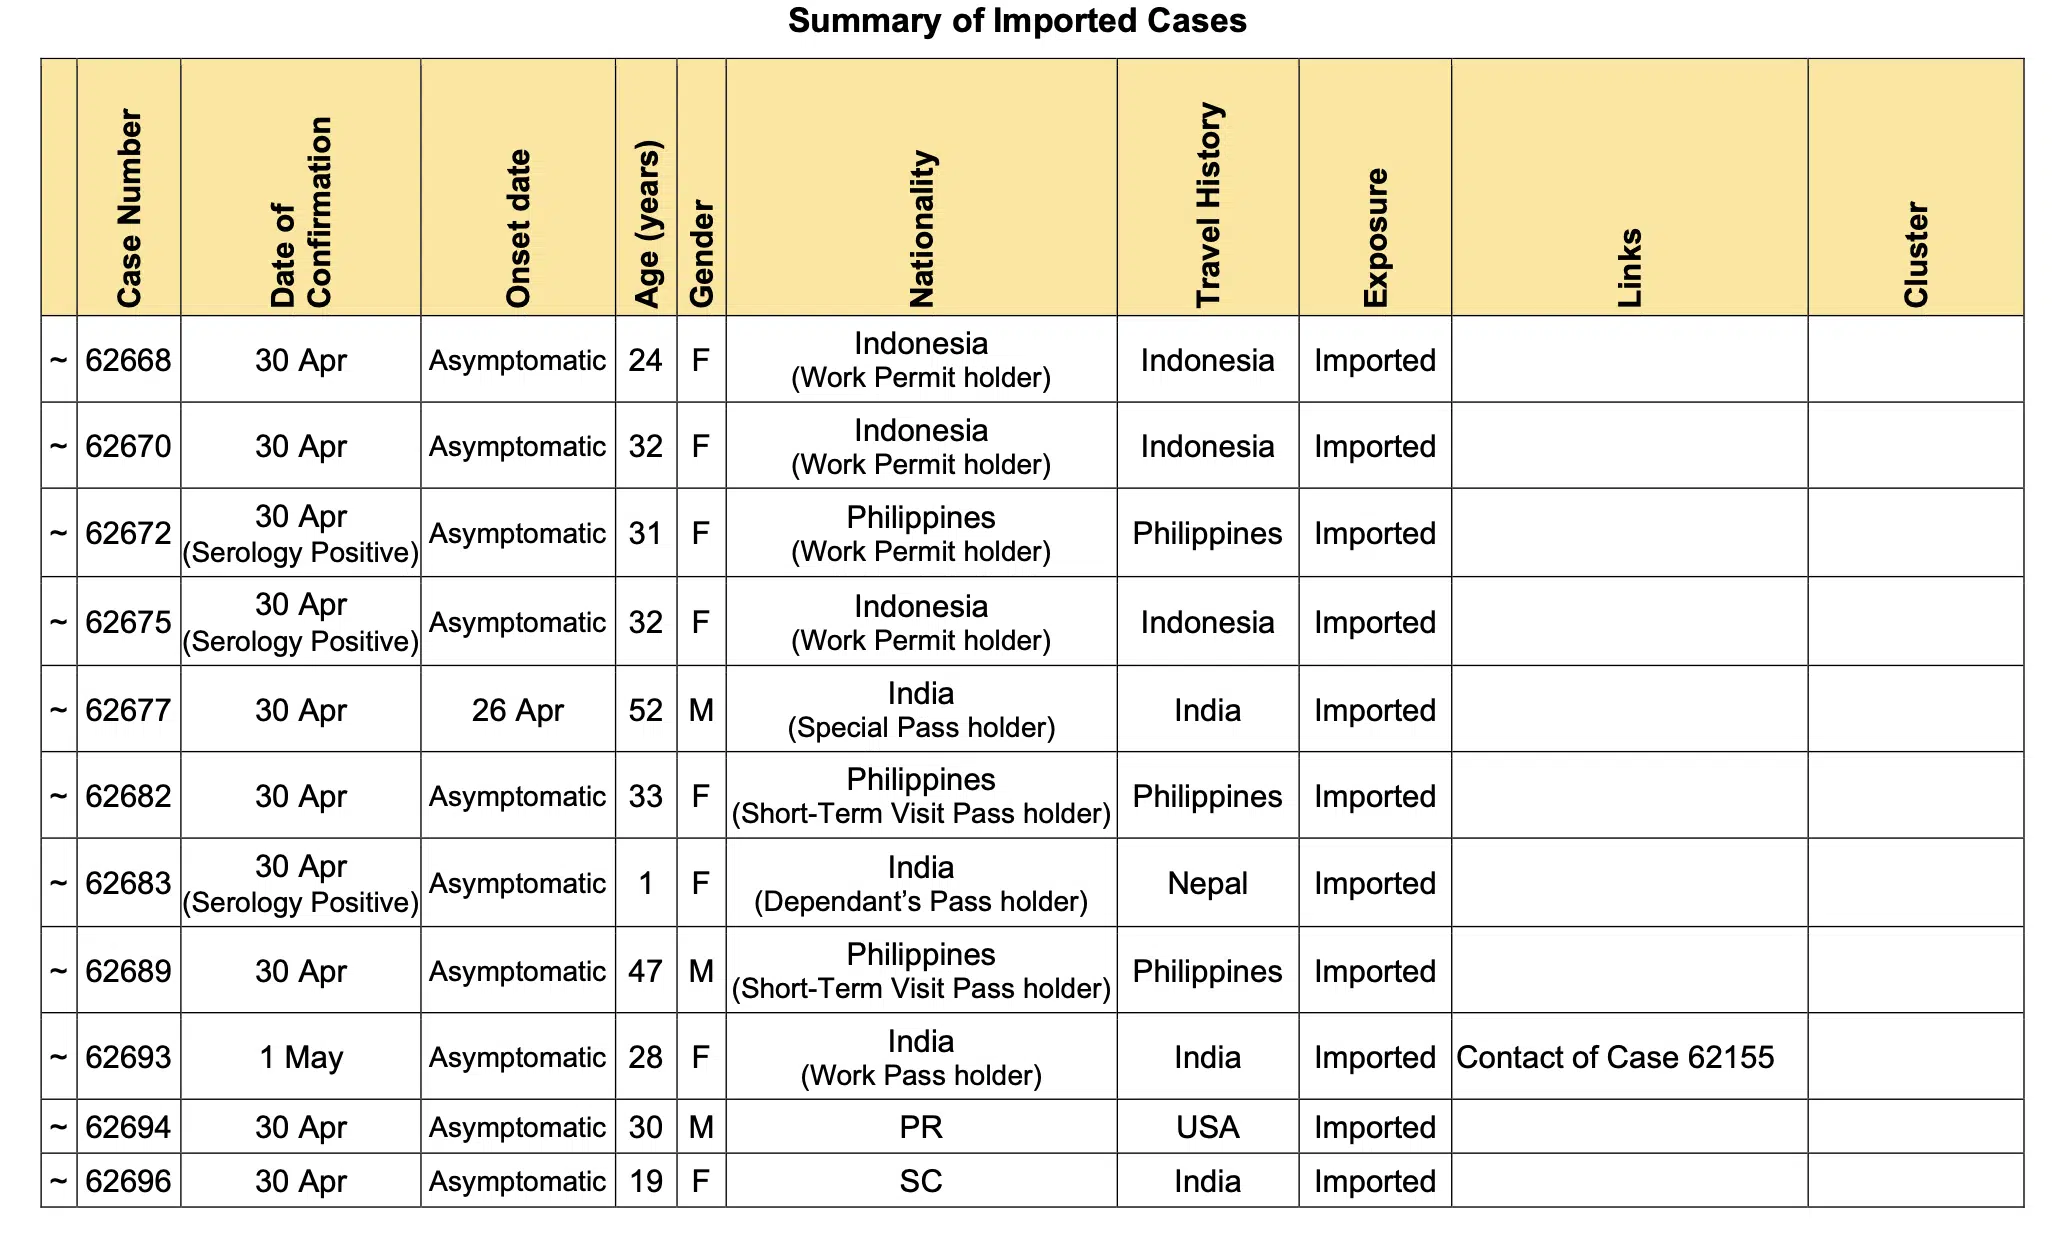 Summary of Imported Cases
Case Number
Date of
Confirmation
Onset date
Age (years)
Gender
Nationality
Travel History
Exposure
Links
Cluster
~ 62668 30 Apr Asymptomatic 24 F Indonesia
(Work Permit holder) Indonesia Imported
~ 62670 30 Apr Asymptomatic 32 F Indonesia
(Work Permit holder) Indonesia Imported
~ 62672 30 Apr
(Serology Positive) Asymptomatic 31 F Philippines
(Work Permit holder) Philippines Imported
~ 62675 30 Apr
(Serology Positive) Asymptomatic 32 F Indonesia
(Work Permit holder) Indonesia Imported
~ 62677 30 Apr 26 Apr 52 M India
(Special Pass holder) India Imported
~ 62682 30 Apr Asymptomatic 33 F Philippines
(Short-Term Visit Pass holder) Philippines Imported
~ 62683 30 Apr
(Serology Positive) Asymptomatic 1 F India
(Dependant’s Pass holder) Nepal Imported
~ 62689 30 Apr Asymptomatic 47 M Philippines
(Short-Term Visit Pass holder) Philippines Imported
~ 62693 1 May Asymptomatic 28 F India
(Work Pass holder) India Imported Contact of Case 62155
~ 62694 30 Apr Asymptomatic 30 M PR USA Imported
~ 62696 30 Apr Asymptomatic 19 F SC India Imported